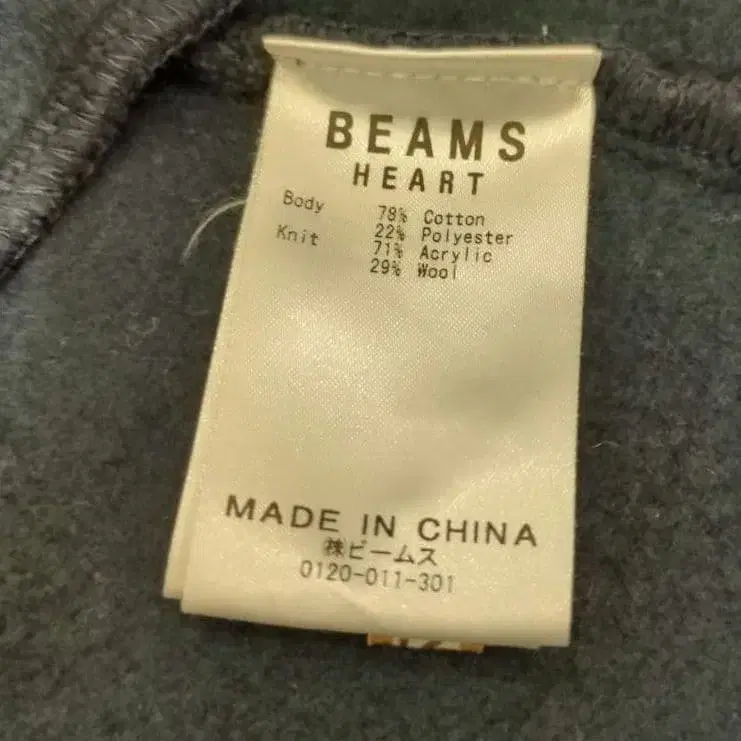 BEAMS
HEART
Body 78% Cotton
22% Polyester
Knit 71% Acrylic
29% Wool
MADE IN CHINA
㈱ビームス
0120-011-301